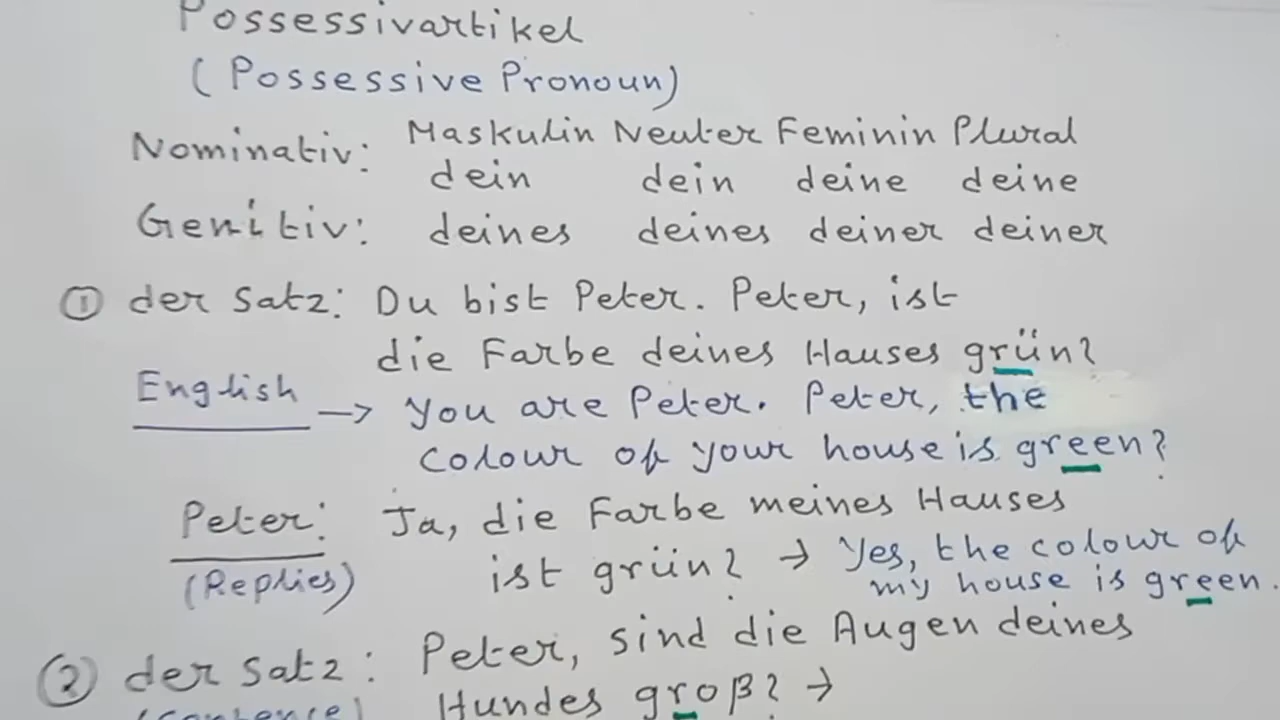 Possessivartikel
(Possessive Pronoun)
Nominativ: Maskulin Neuter Feminin Plural
dein dein deine deine
Genitiv: deines deines deiner deiner
① der Satz: Du bist Peter. Peter, ist
die Farbe deines Hauses grün?
English → You are Peter. Peter, the
colour of your house is green?
Peter: Ja, die Farbe meines Hauses
(Replies) ist grün? → Yes, the colour of
my house is green.
② der Satz: Peter, sind die Augen deines
(Sentence) Hundes groß? →